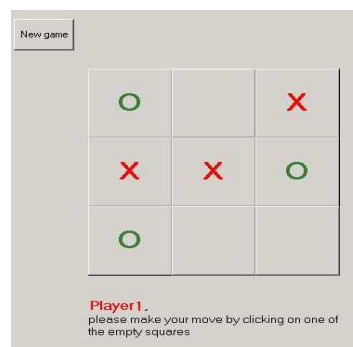 New game
O X
X X O
O
Player1,
please make your move by clicking on one of
the empty squares